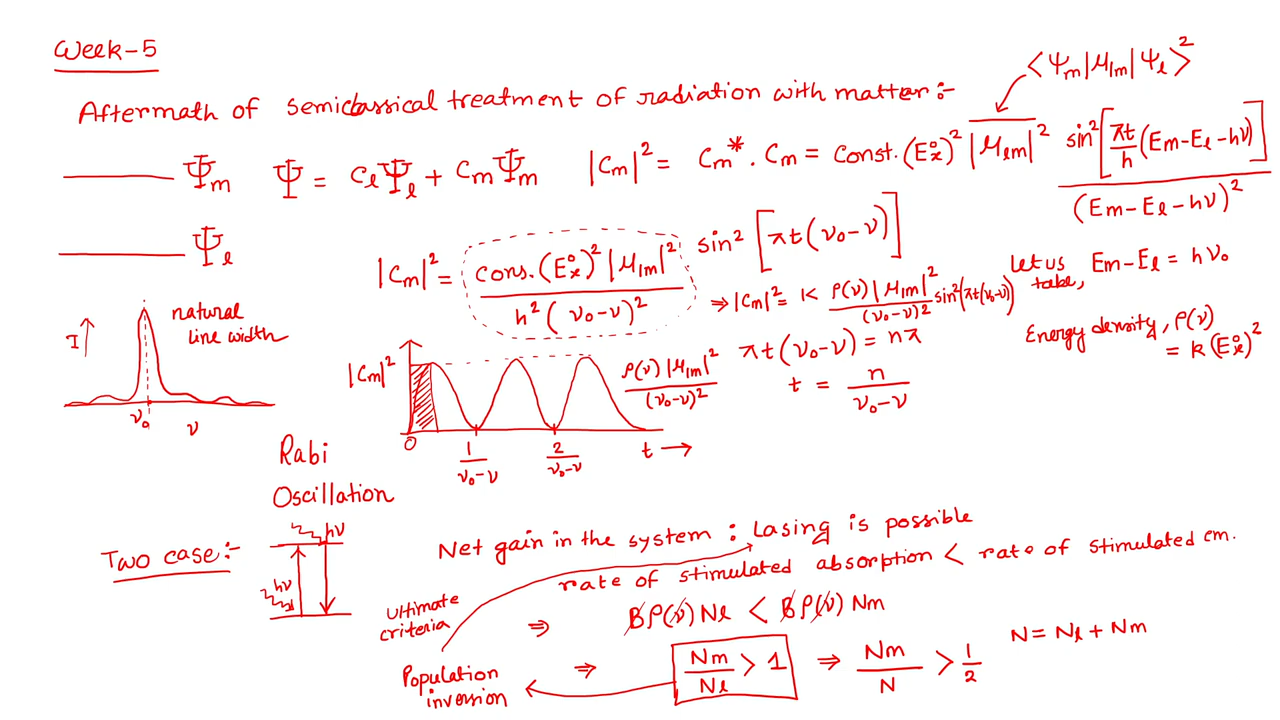 Week-5
Aftermath of semiclassical treatment of radiation with matter:-
⟨Ψm|μlm|Ψl⟩²
Ψm Ψ = ClΨl + CmΨm |Cm|² = Cm* . Cm = Const. (E°x)² |μlm|² sin²[πt/h (Em-El-hν)] / (Em-El-hν)²
Ψl
|Cm|² = cons. (E°x)² |μlm|² / h² (ν₀-ν)² sin² [πt(ν₀-ν)]
Let us take, Em-El = hν₀
⇒ |Cm|² = K ρ(ν) |μlm|² / (ν₀-ν)² sin²(πt(ν₀-ν))
Energy density, ρ(ν) = k(E°x)²
natural line width
I
ν₀ ν
|Cm|²
ρ(ν) |μlm|² / (ν₀-ν)²
πt(ν₀-ν) = nπ
t = n / ν₀-ν
0 1/ν₀-ν 2/ν₀-ν t →
Rabi
Oscillation
Two case:-
hν
hν
Net gain in the system : Lasing is possible
rate of stimulated absorption < rate of stimulated em.
Ultimate criteria
⇒ Bρ(ν) Nl < Bρ(ν) Nm
Population inversion
⇒ Nm/Nl > 1 ⇒ Nm/N > 1/2 N = Nl + Nm